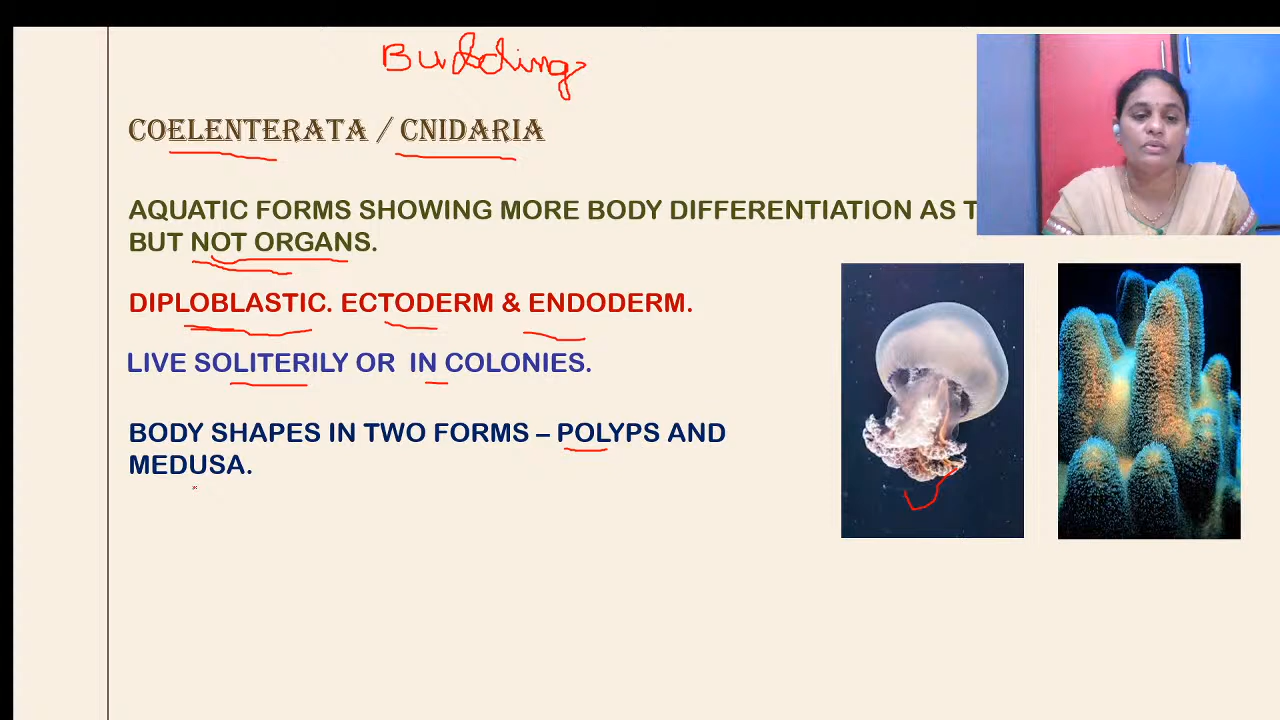 Budding
COELENTERATA / CNIDARIA
AQUATIC FORMS SHOWING MORE BODY DIFFERENTIATION AS T
BUT NOT ORGANS.
DIPLOBLASTIC. ECTODERM & ENDODERM.
LIVE SOLITERILY OR IN COLONIES.
BODY SHAPES IN TWO FORMS – POLYPS AND
MEDUSA.